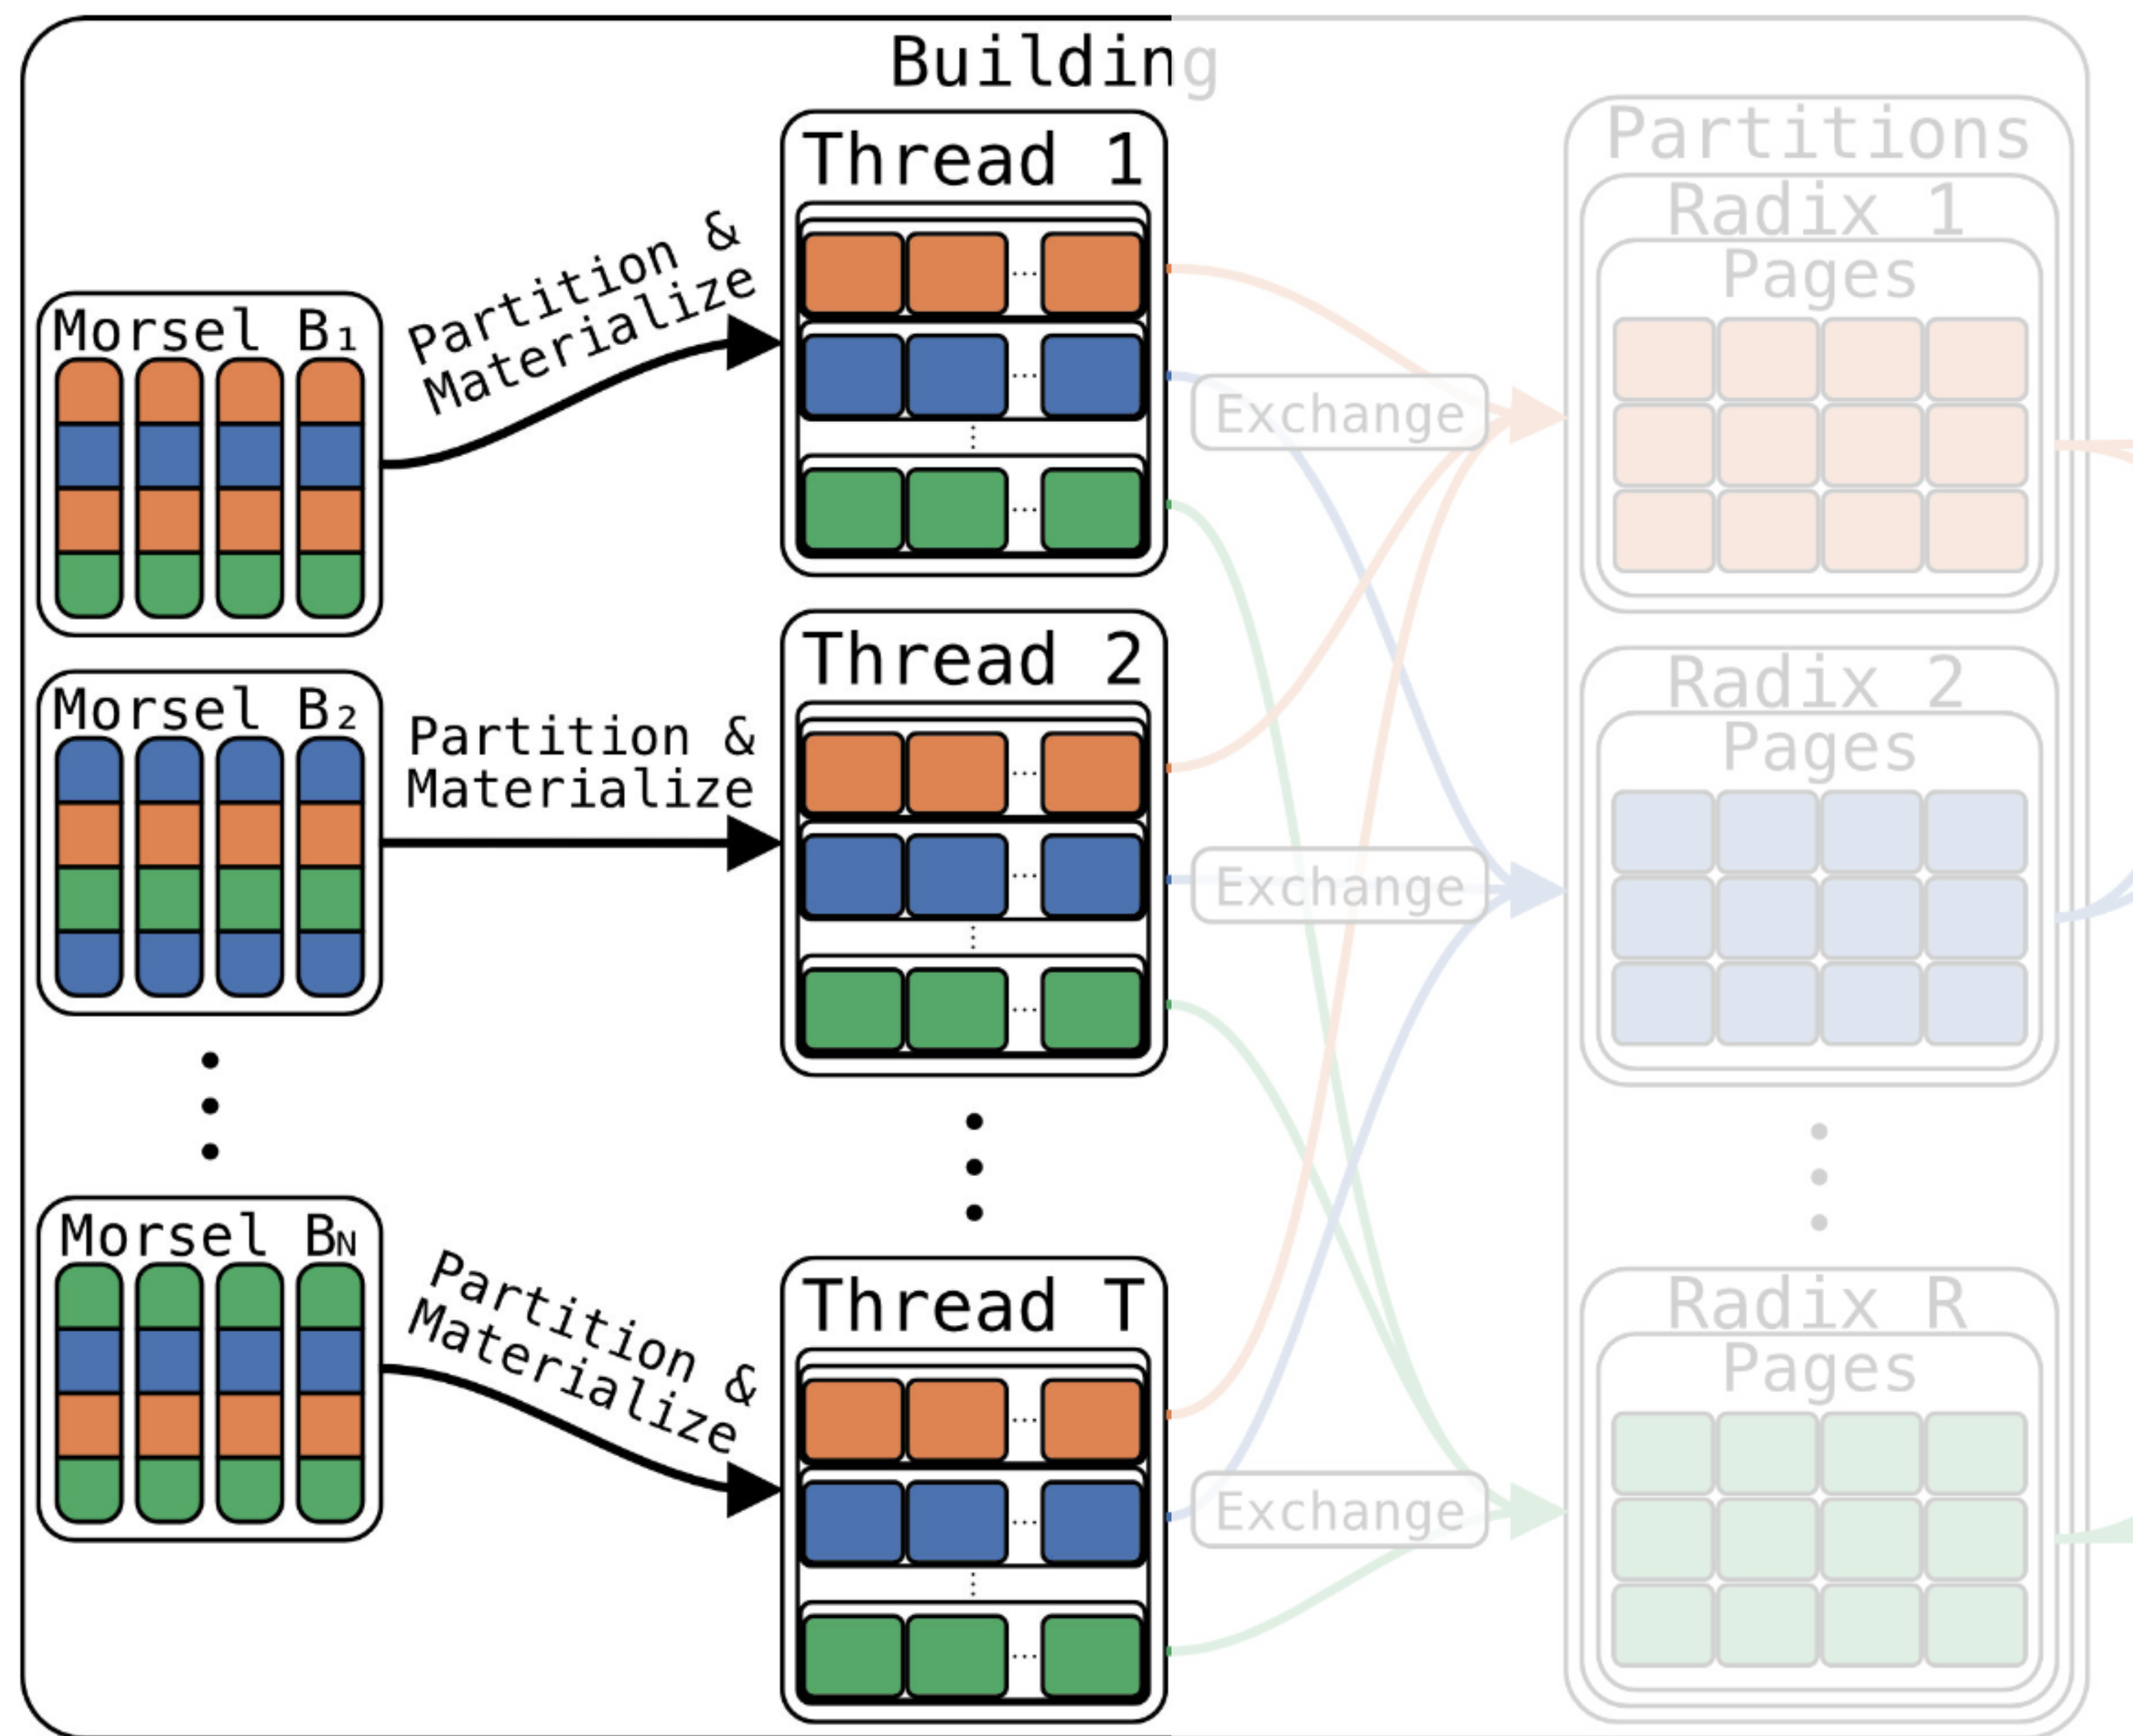 Building
Thread 1
Partitions
Radix 1
Pages
Partition &
Materialize
Morsel B₁
Exchange
Thread 2
Radix 2
Pages
Morsel B₂
Partition &
Materialize
Exchange
Morsel Bɴ
Partition &
Materialize
Thread T
Radix R
Pages
Exchange